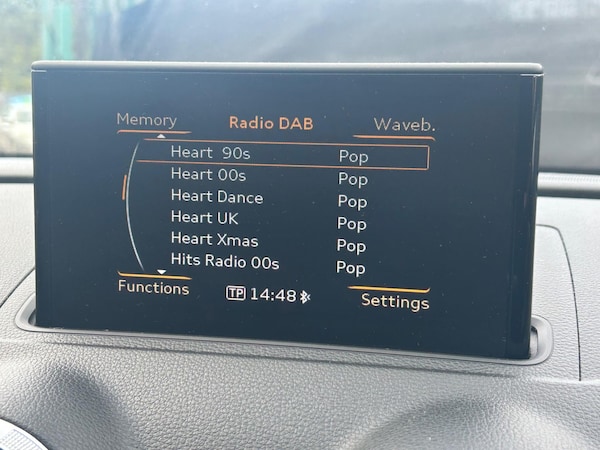 Memory Radio DAB Waveb.
Heart 90s Pop
Heart 00s Pop
Heart Dance Pop
Heart UK Pop
Heart Xmas Pop
Hits Radio 00s Pop
Functions TP 14:48 Settings